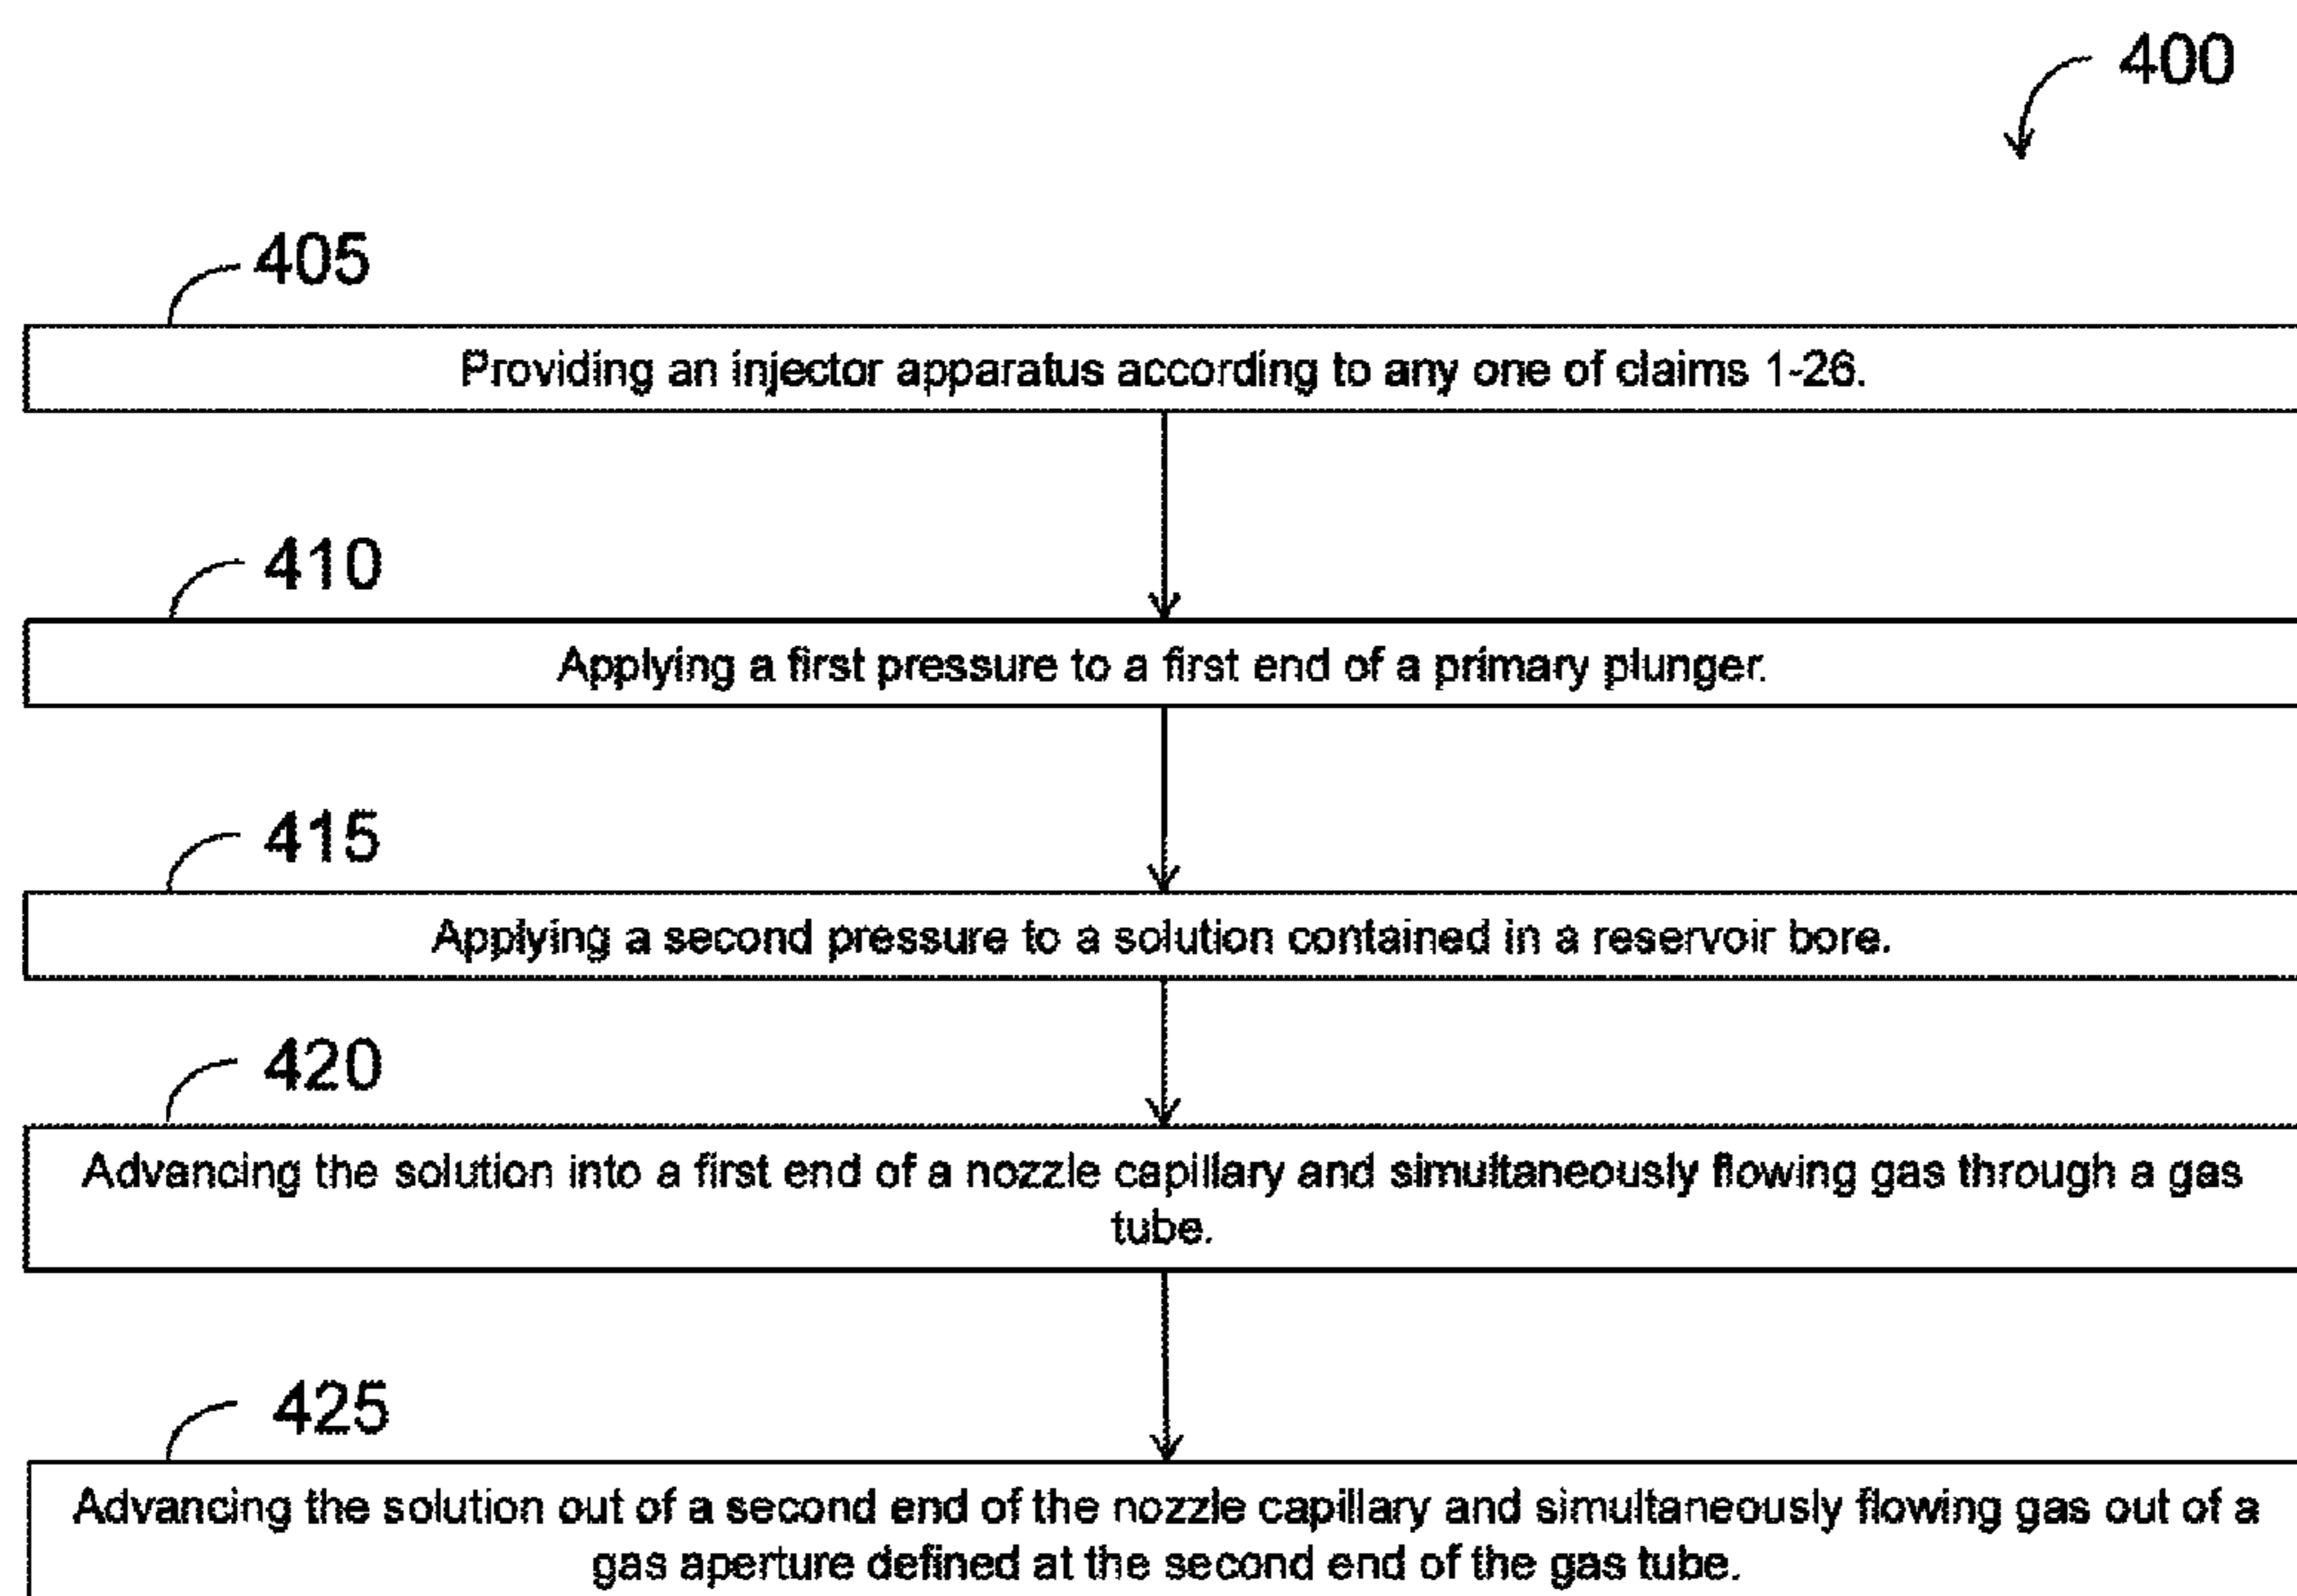 400
405
Providing an injector apparatus according to any one of claims 1-26.
410
Applying a first pressure to a first end of a primary plunger.
415
Applying a second pressure to a solution contained in a reservoir bore.
420
Advancing the solution into a first end of a nozzle capillary and simultaneously flowing gas through a gas
tube.
425
Advancing the solution out of a second end of the nozzle capillary and simultaneously flowing gas out of a
gas aperture defined at the second end of the gas tube.